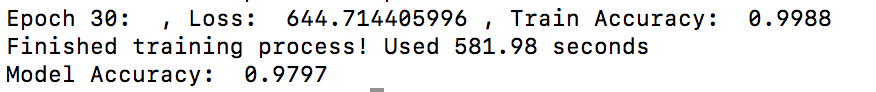 Epoch 30:  , Loss:  644.714405996 , Train Accuracy:  0.9988
Finished training process! Used 581.98 seconds
Model Accuracy:  0.9797